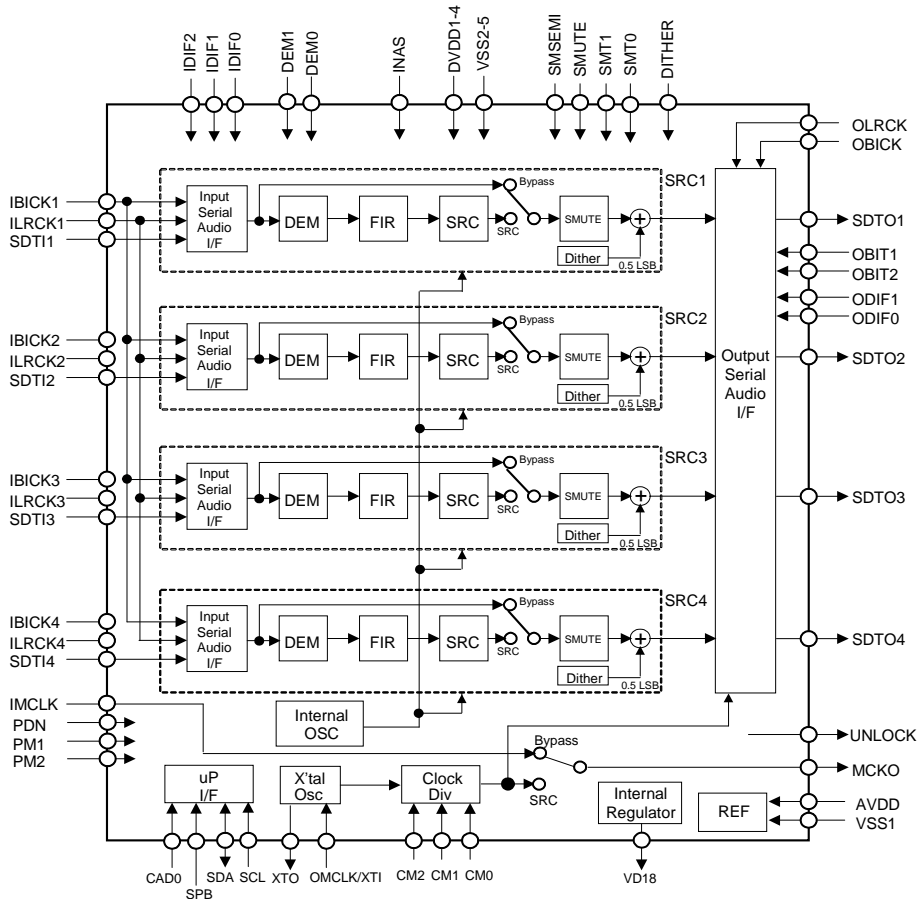 IDIF2
IDIF1
IDIF0
DEM1
DEM0
INAS
DVDD1-4
VSS2-5
SMSEMI
SMUTE
SMT1
SMT0
DITHER
OLRCK
OBICK
IBICK1
ILRCK1
SDTI1
Input
Serial
Audio
I/F
DEM
FIR
SRC
Bypass
SRC
SMUTE
Dither
0.5 LSB
SRC1
SDTO1
OBIT1
OBIT2
ODIF1
ODIF0
IBICK2
ILRCK2
SDTI2
Input
Serial
Audio
I/F
DEM
FIR
SRC
Bypass
SRC
SMUTE
Dither
0.5 LSB
SRC2
Output
Serial
Audio
I/F
SDTO2
IBICK3
ILRCK3
SDTI3
Input
Serial
Audio
I/F
DEM
FIR
SRC
Bypass
SRC
SMUTE
Dither
0.5 LSB
SRC3
SDTO3
IBICK4
ILRCK4
SDTI4
Input
Serial
Audio
I/F
DEM
FIR
SRC
Bypass
SRC
SMUTE
Dither
0.5 LSB
SRC4
SDTO4
IMCLK
PDN
PM1
PM2
Internal
OSC
Bypass
SRC
UNLOCK
MCKO
uP
I/F
X'tal
Osc
Clock
Div
Internal
Regulator
REF
AVDD
VSS1
CAD0
SPB
SDA
SCL
XTO
OMCLK/XTI
CM2
CM1
CM0
VD18